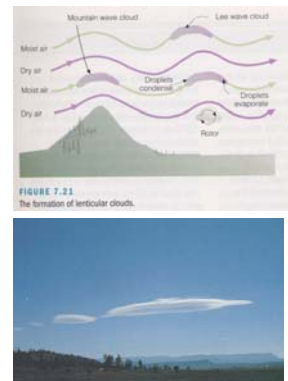 Mountain wave cloud
Lee wave cloud
Moist air
Dry air
Moist air
Droplets
condense
Droplets
evaporate
Dry air
Rotor
FIGURE 7.21
The formation of lenticular clouds.